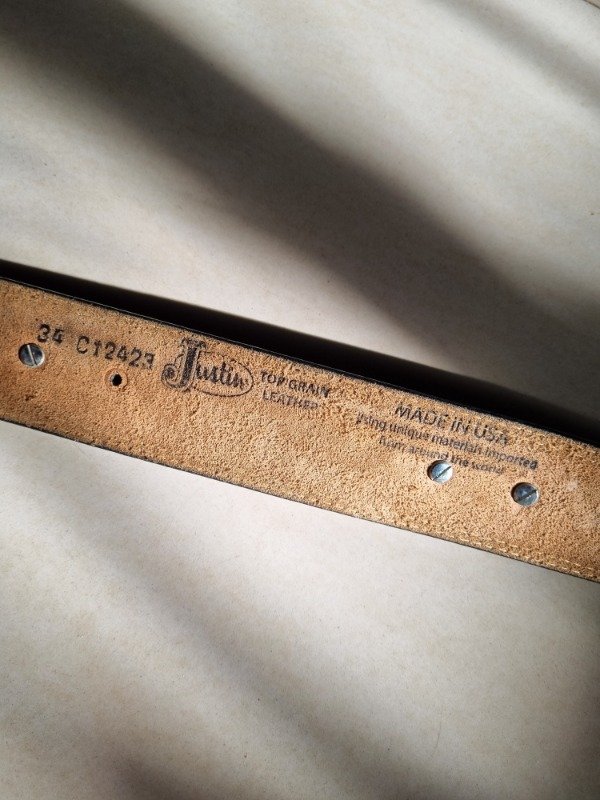 34 C12423
Justin
TOP GRAIN
LEATHER
MADE IN USA
Using unique materials imported
from around the world